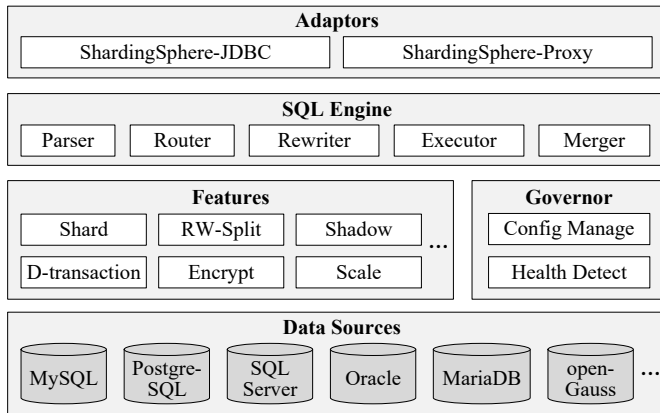 Adaptors
ShardingSphere-JDBC
ShardingSphere-Proxy
SQL Engine
Parser
Router
Rewriter
Executor
Merger
Features
Shard
RW-Split
Shadow
D-transaction
Encrypt
Scale
...
Governor
Config Manage
Health Detect
Data Sources
MySQL
Postgre-
SQL
SQL
Server
Oracle
MariaDB
open-
Gauss
...